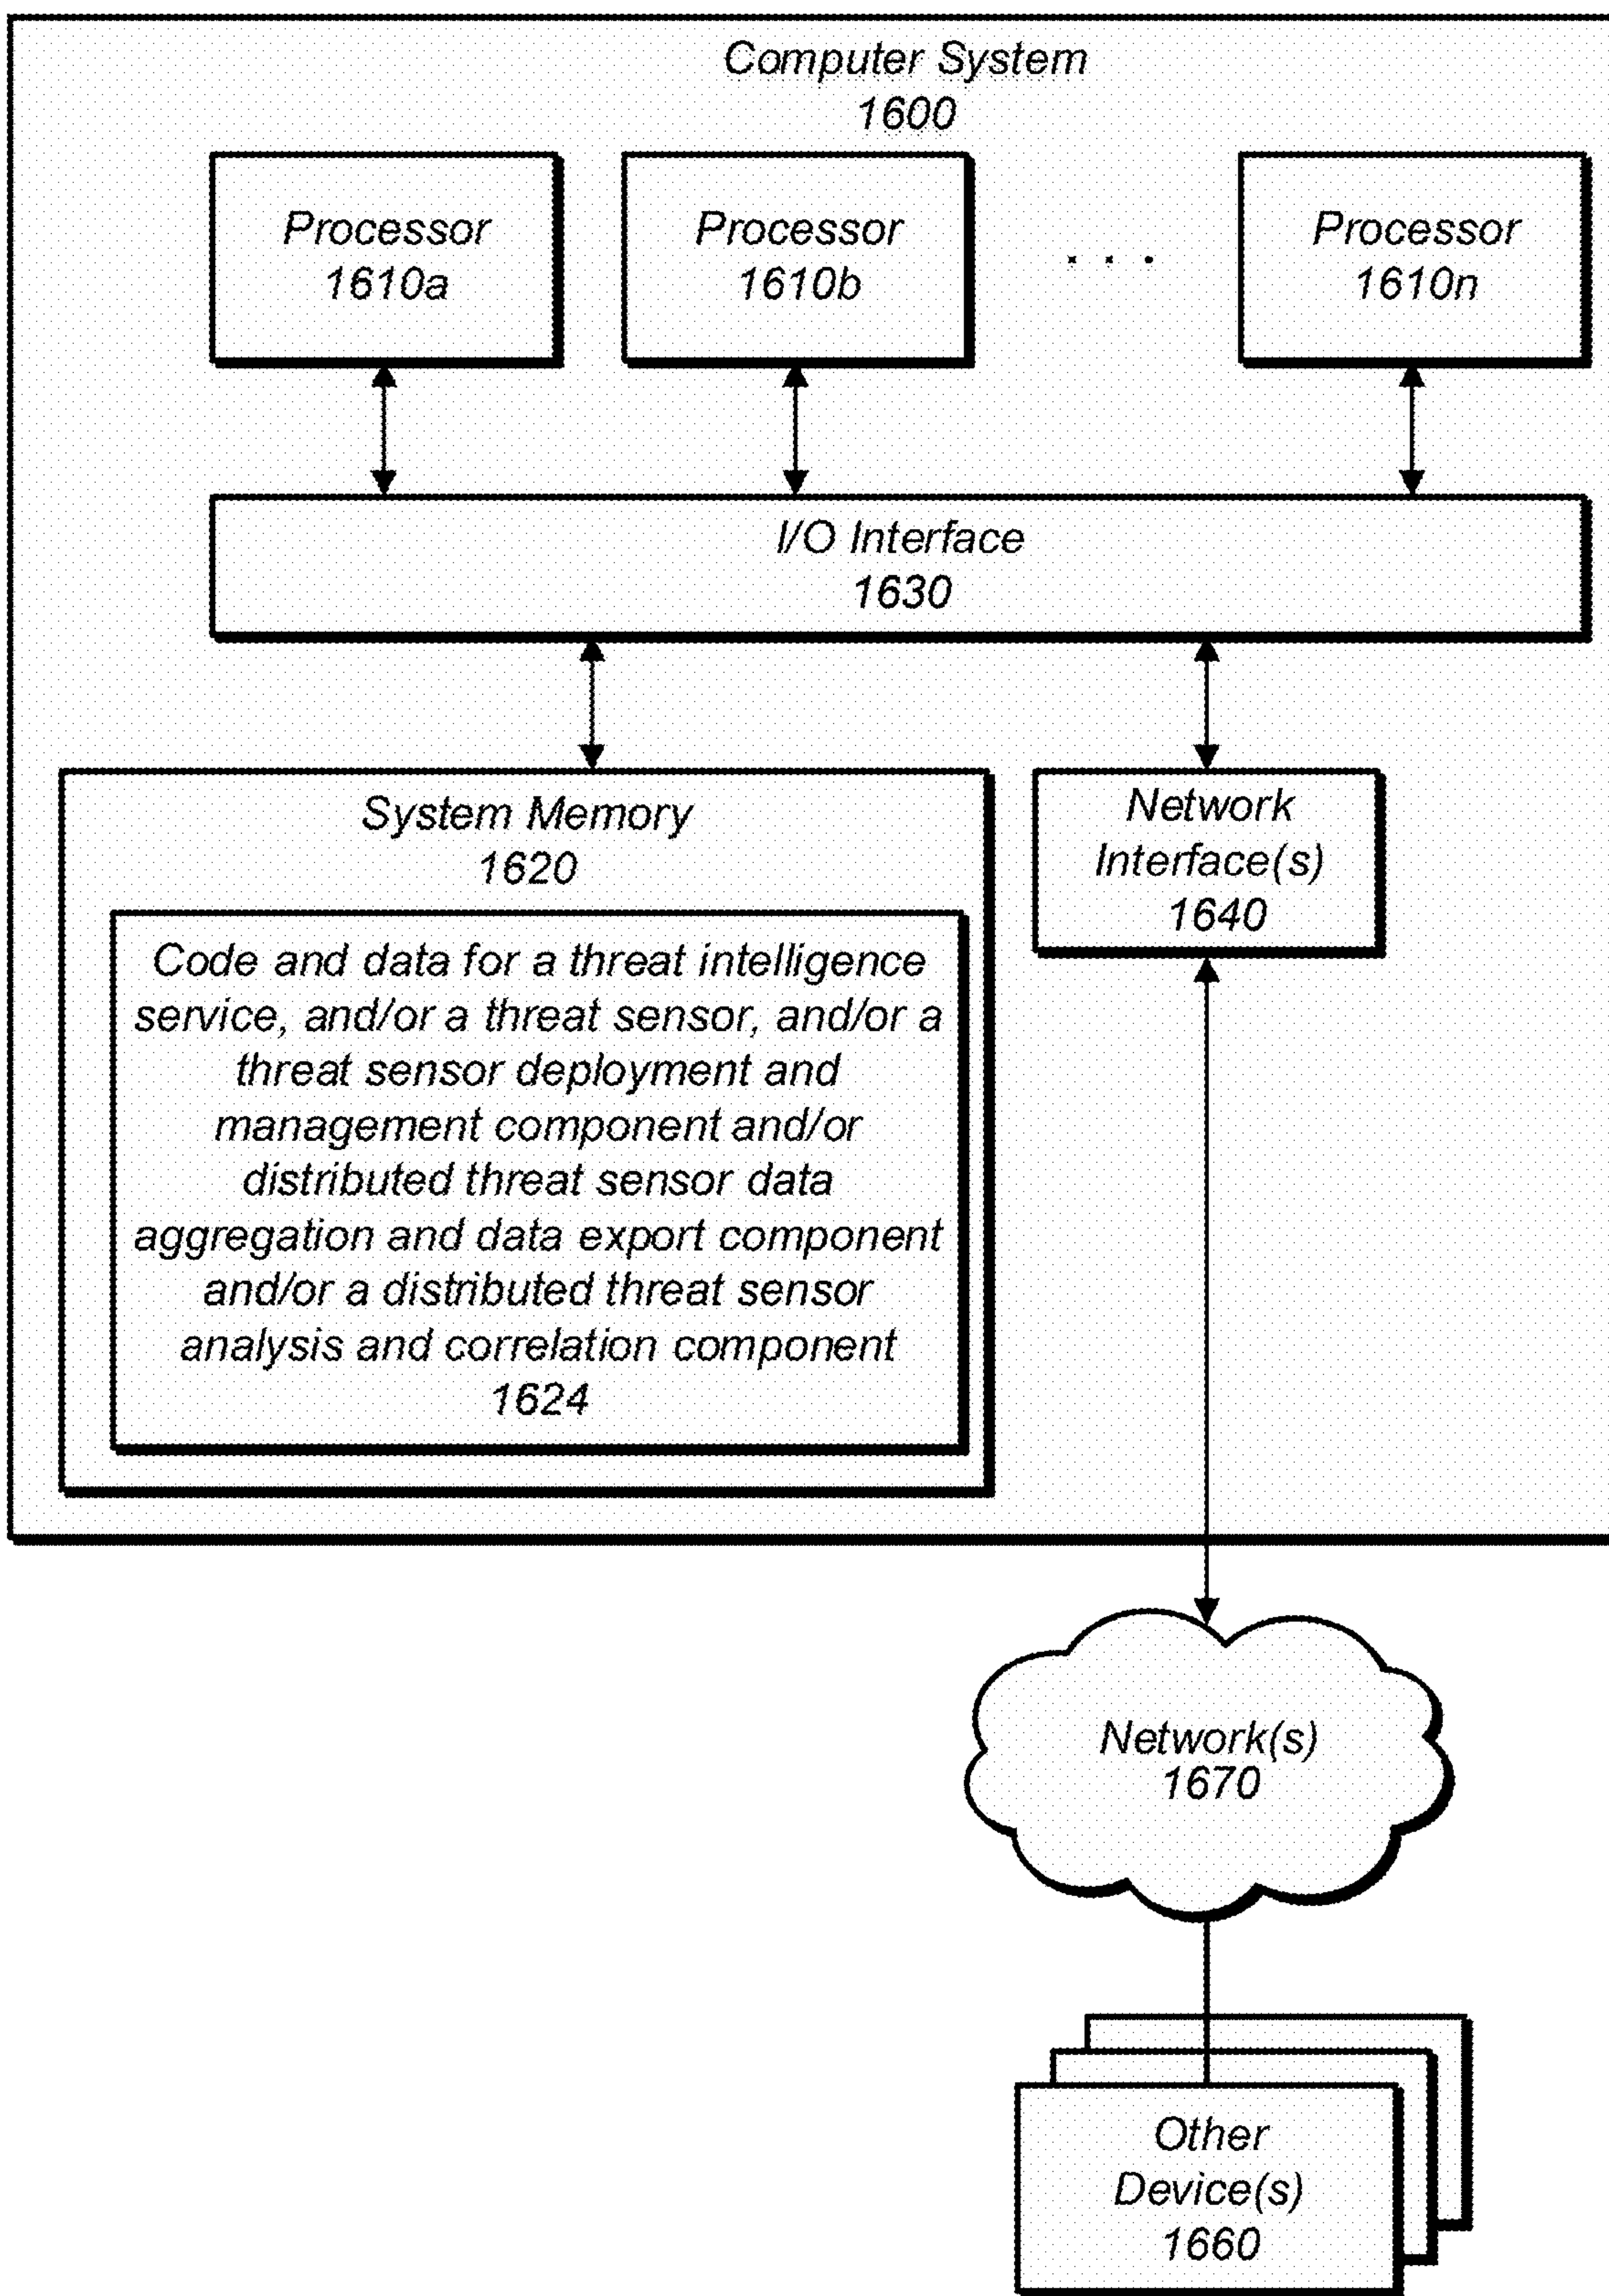 Computer System
1600
Processor
1610a
Processor
1610b
. . .
Processor
1610n
I/O Interface
1630
System Memory
1620
Code and data for a threat intelligence
service, and/or a threat sensor, and/or a
threat sensor deployment and
management component and/or
distributed threat sensor data
aggregation and data export component
and/or a distributed threat sensor
analysis and correlation component
1624
Network
Interface(s)
1640
Network(s)
1670
Other
Device(s)
1660